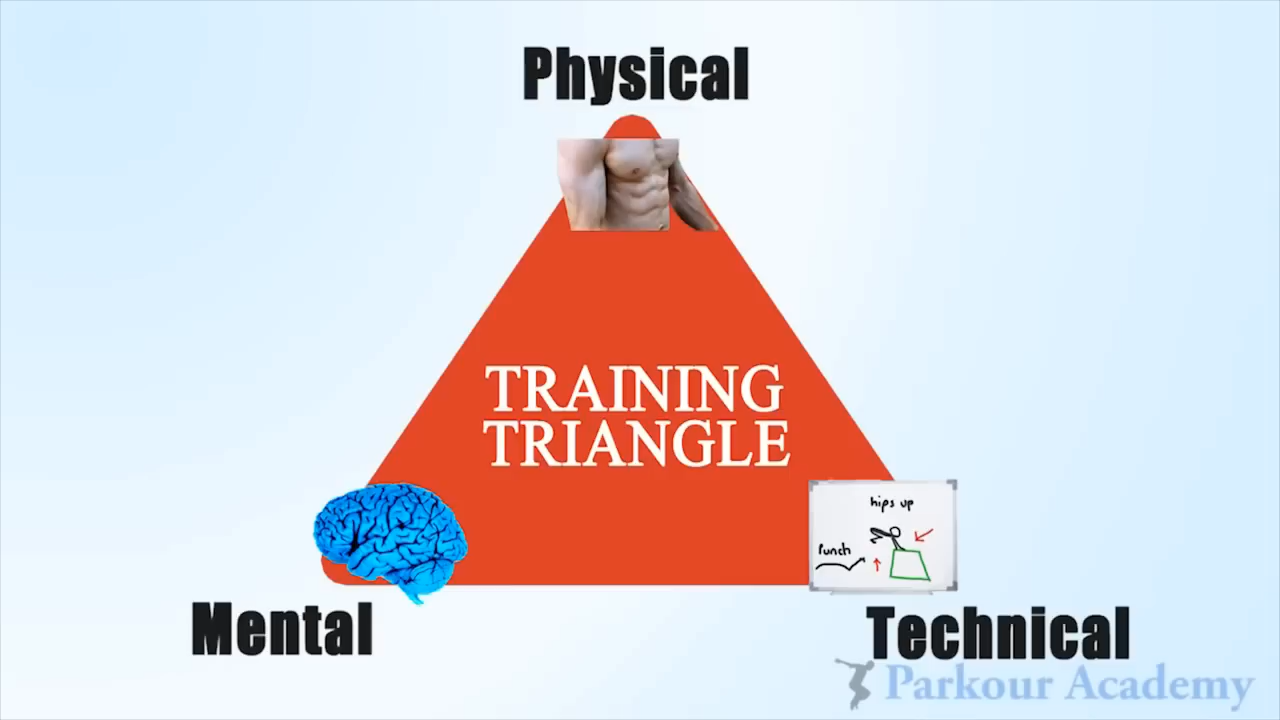 Physical
TRAINING
TRIANGLE
hips up
Punch
Mental
Technical
Parkour Academy